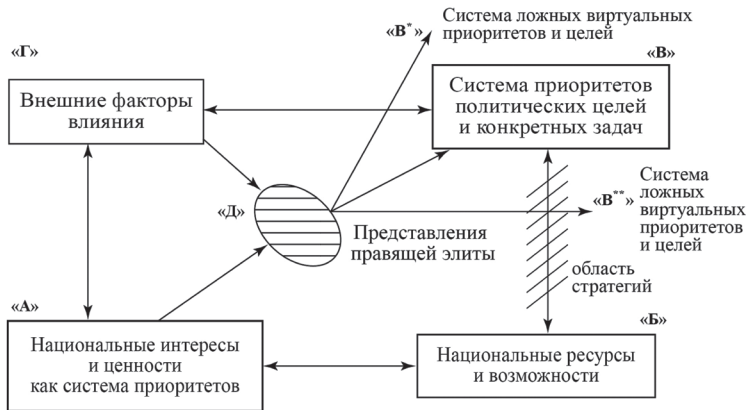 «В*»
Система ложных виртуальных
приоритетов и целей
«Г»
Внешние факторы
влияния
«В»
Система приоритетов
политических целей
и конкретных задач
«Д»
Представления
правящей элиты
«В**»
Система
ложных
виртуальных
приоритетов
и целей
область
стратегий
«А»
Национальные интересы
и ценности
как система приоритетов
«Б»
Национальные ресурсы
и возможности